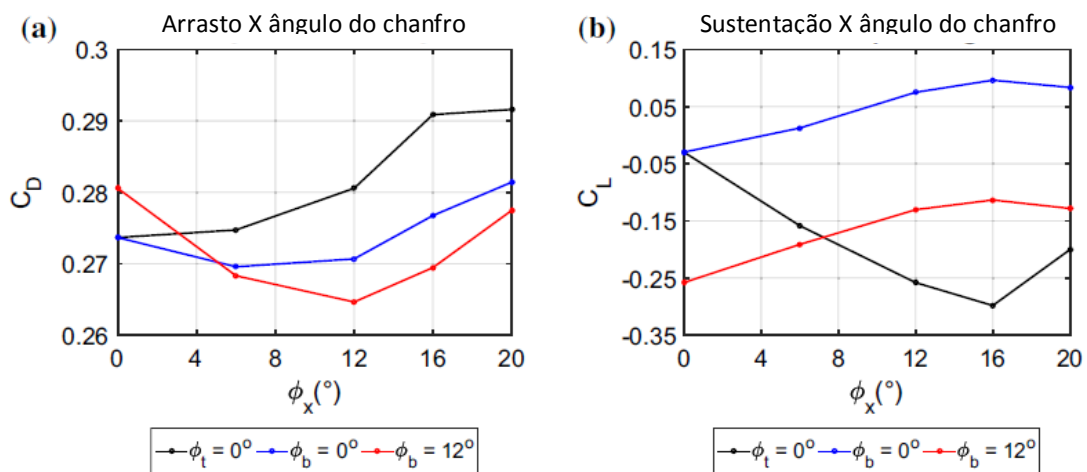 (a) Arrasto X ângulo do chanfro
0.3
0.29
0.28
0.27
0.26
C_D
0 4 8 12 16 20
ϕ_x(°)
ϕ_t = 0° ϕ_b = 0° ϕ_b = 12°
(b) Sustentação X ângulo do chanfro
0.15
0.05
-0.05
-0.15
-0.25
-0.35
C_L
0 4 8 12 16 20
ϕ_x(°)
ϕ_t = 0° ϕ_b = 0° ϕ_b = 12°